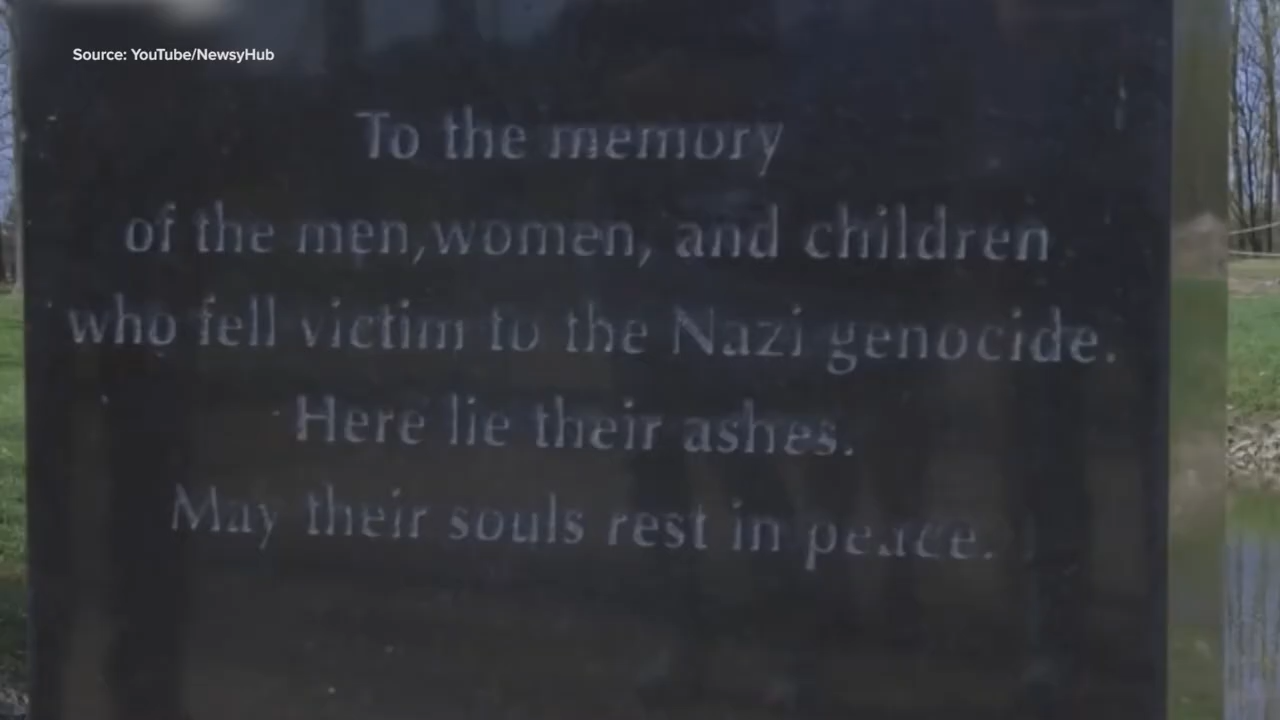 Source: YouTube/NewsyHub
To the memory
of the men,women, and children
who fell victim to the Nazi genocide.
Here lie their ashes.
May their souls rest in peace.